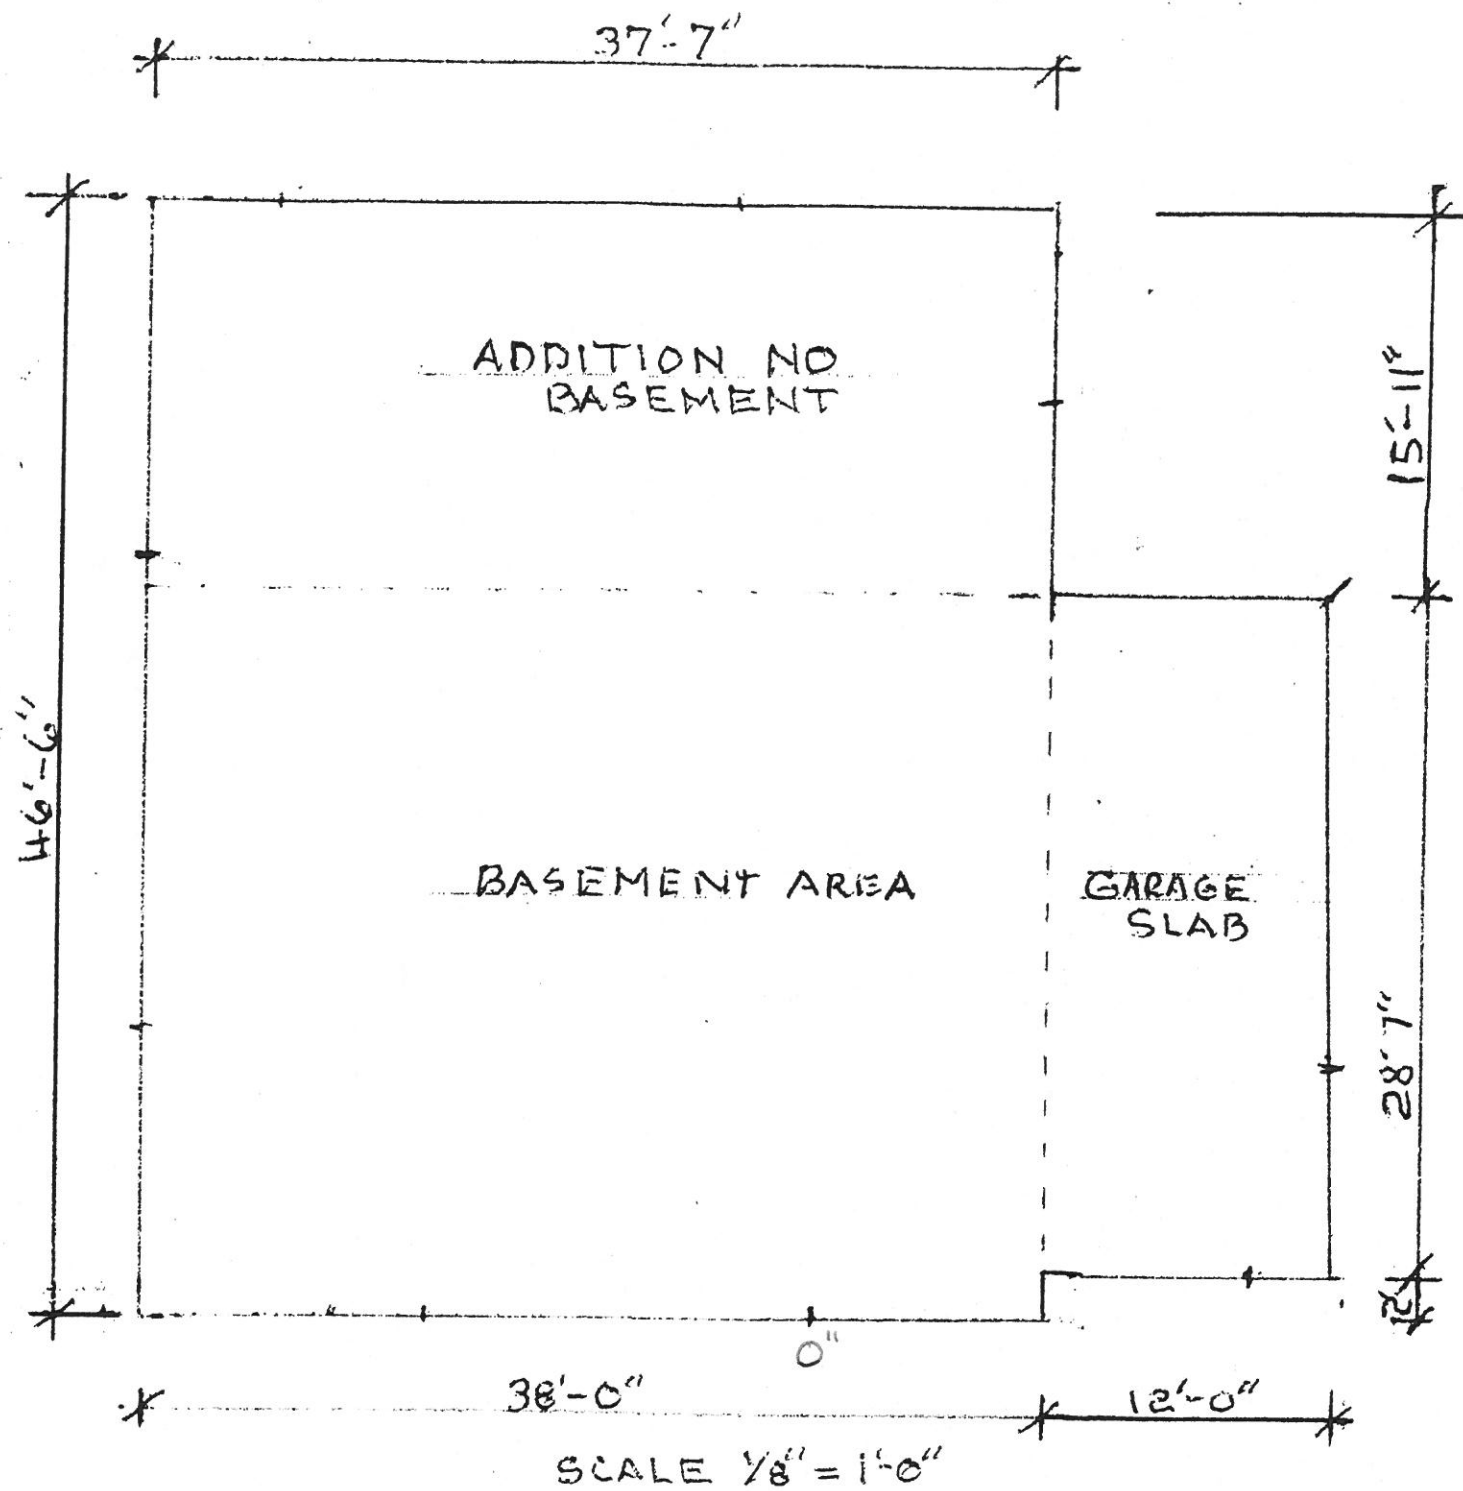 37'-7"
ADDITION NO
BASEMENT
15'-11"
46'-6"
BASEMENT AREA
GARAGE
SLAB
28'7"
2'
0"
38'-0"
12'-0"
SCALE 1/8" = 1'-0"